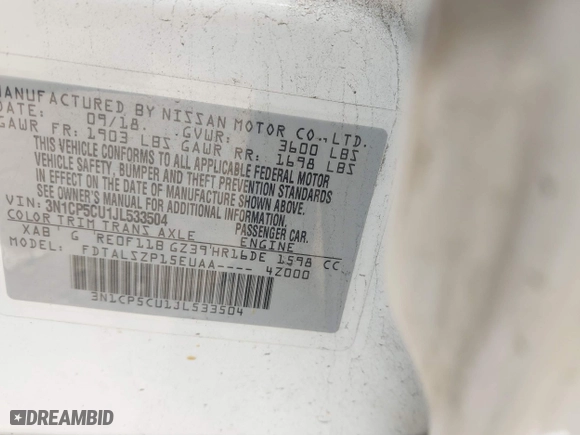 MANUFACTURED BY NISSAN MOTOR CO., LTD.
DATE: 09/18. GVWR: 3600 LBS
GAWR FR: 1903 LBS GAWR RR: 1698 LBS
THIS VEHICLE CONFORMS TO ALL APPLICABLE FEDERAL MOTOR
VEHICLE SAFETY, BUMPER AND THEFT PREVENTION STANDARDS
IN EFFECT ON THE DATE OF MANUFACTURE SHOWN ABOVE.
SEE OWNER'S MANUAL FOR ADDITIONAL INFORMATION.
VIN: 3N1CP5CU1JL533504 PASSENGER CAR.
COLOR TRIM TRANS AXLE ENGINE
XAB G RE0F11B GZ39 HR16DE 1598 CC
MODEL: FDTALSZP15EUAA---- 4Z000
3N1CP5CU1JL533504
DREAMBID